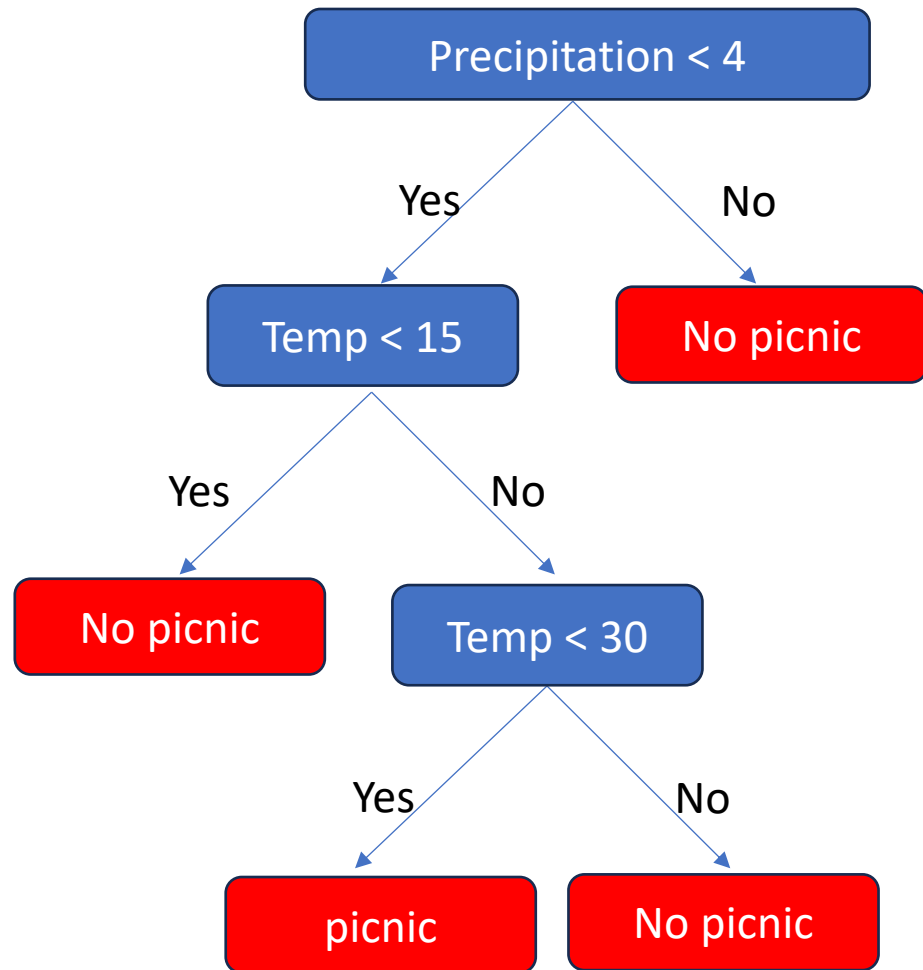 Precipitation < 4
Yes
No
Temp < 15
No picnic
Yes
No
No picnic
Temp < 30
Yes
No
picnic
No picnic